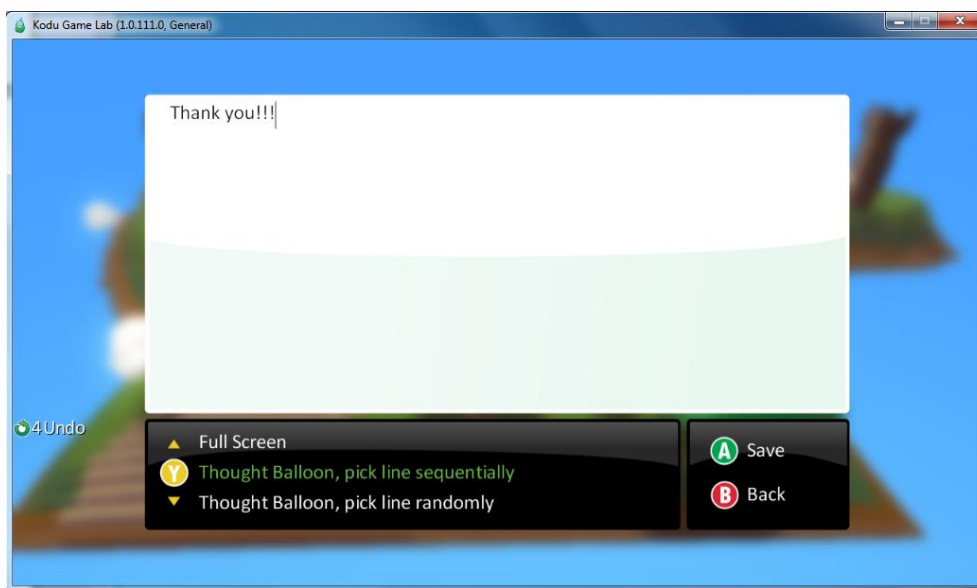 Kodu Game Lab (1.0.111.0, General)
Thank you!!!
4 Undo
Full Screen
Y Thought Balloon, pick line sequentially
Thought Balloon, pick line randomly
A Save
B Back